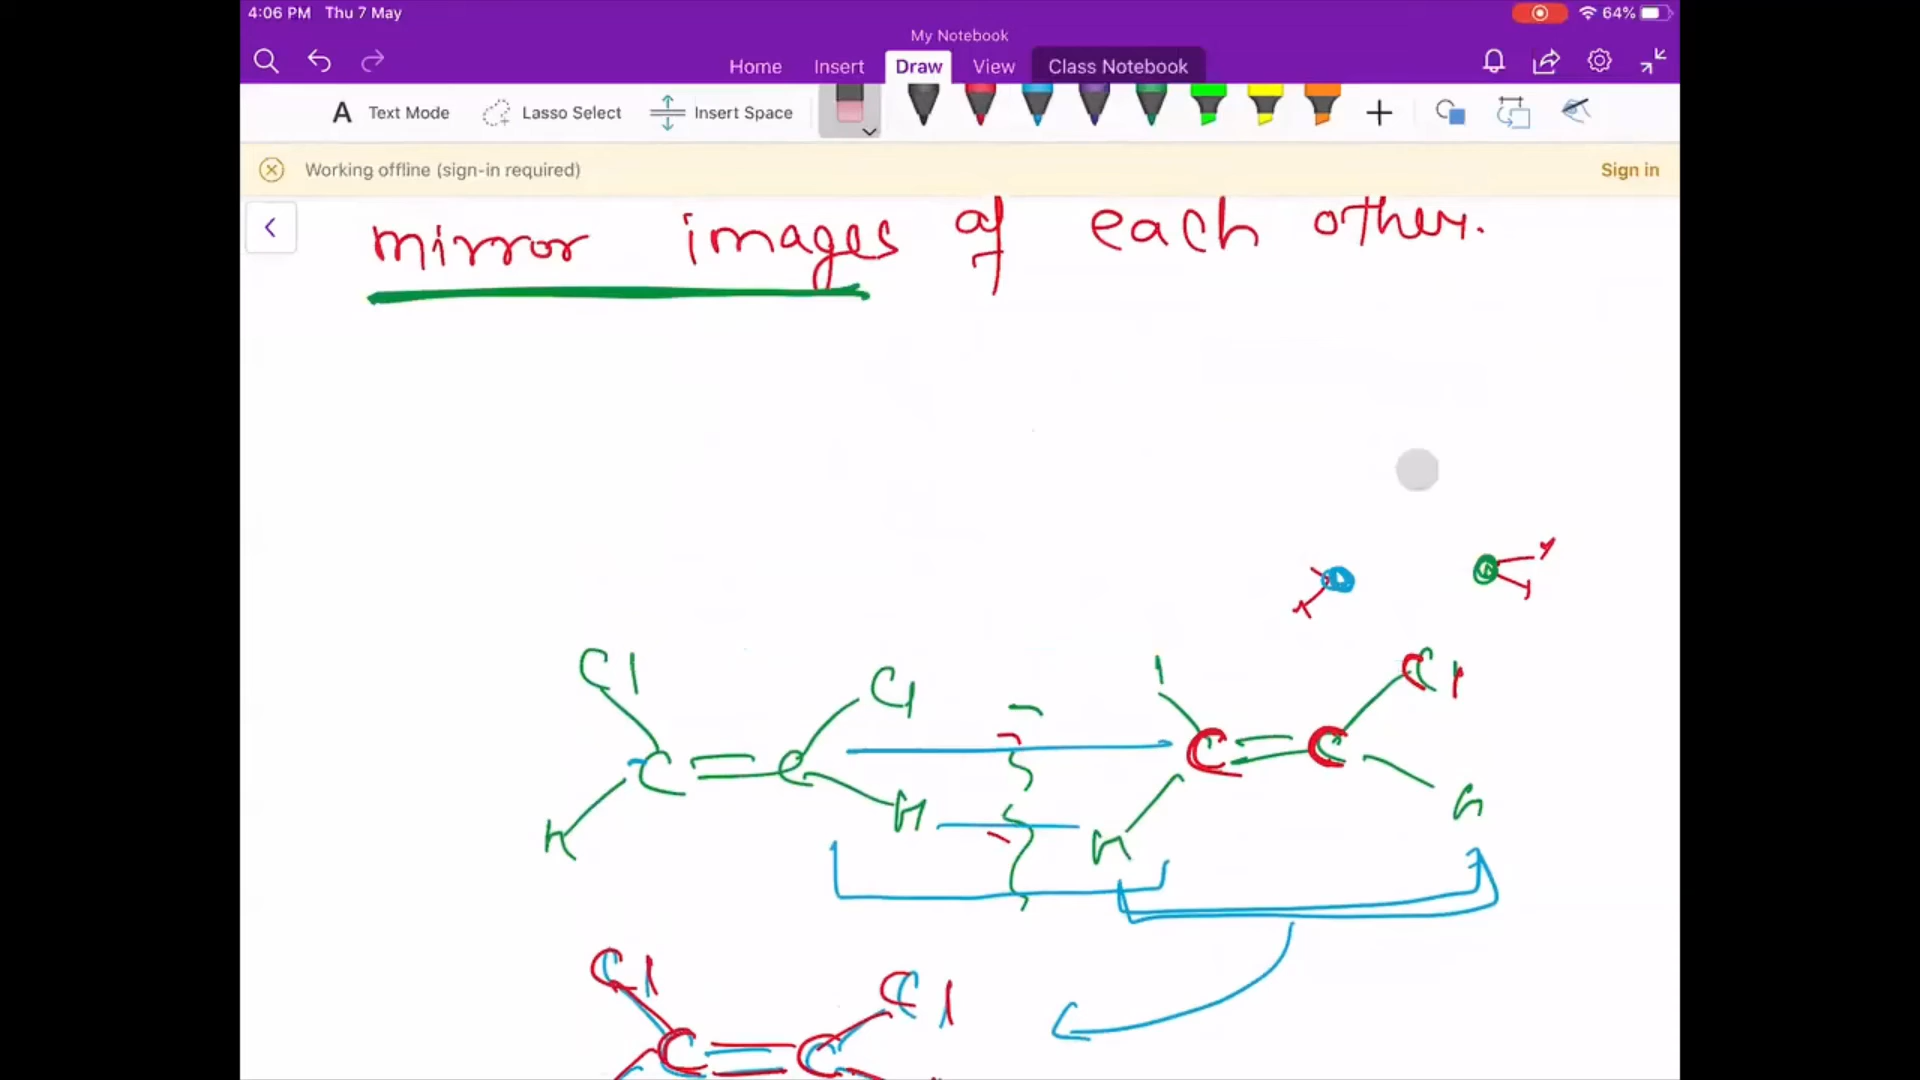 4:06 PM Thu 7 May
64%
My Notebook
Home Insert Draw View Class Notebook
A Text Mode Lasso Select Insert Space
Working offline (sign-in required) Sign in
mirror images of each other.
Cl Cl Cl
C = C C = C
H H H H
Cl Cl
C = C